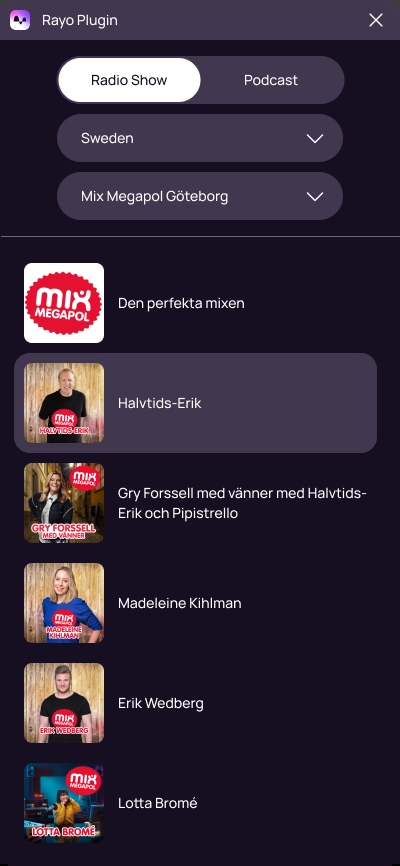 Rayo Plugin
Radio Show
Podcast
Sweden
Mix Megapol Göteborg
mix
MEGAPOL
Den perfekta mixen
mix
MEGAPOL
HALVTIDS-ERIK
Halvtids-Erik
mix
MEGAPOL
GRY FORSSELL
MED VÄNNER
Gry Forssell med vänner med Halvtids-
Erik och Pipistrello
mix
MEGAPOL
MADELEINE
KIHLMAN
Madeleine Kihlman
mix
MEGAPOL
ERIK WEDBERG
Erik Wedberg
mix
MEGAPOL
LOTTA BROMÉ
Lotta Bromé